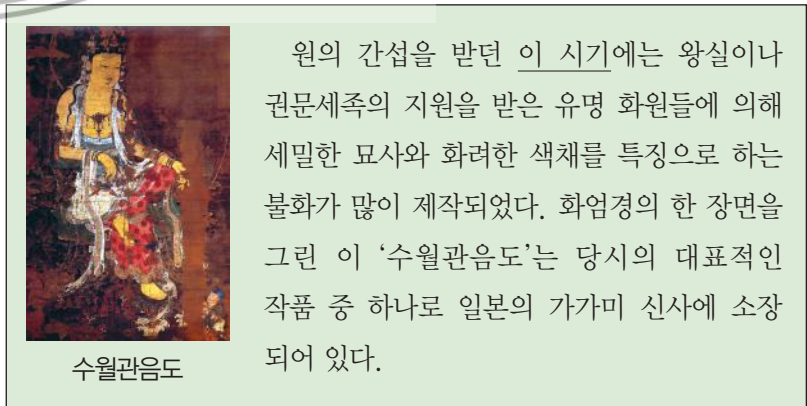 원의 간섭을 받던 이 시기에는 왕실이나
권문세족의 지원을 받은 유명 화원들에 의해
세밀한 묘사와 화려한 색채를 특징으로 하는
불화가 많이 제작되었다. 화엄경의 한 장면을
그린 이 ‘수월관음도’는 당시의 대표적인
작품 중 하나로 일본의 가가미 신사에 소장
되어 있다.
수월관음도